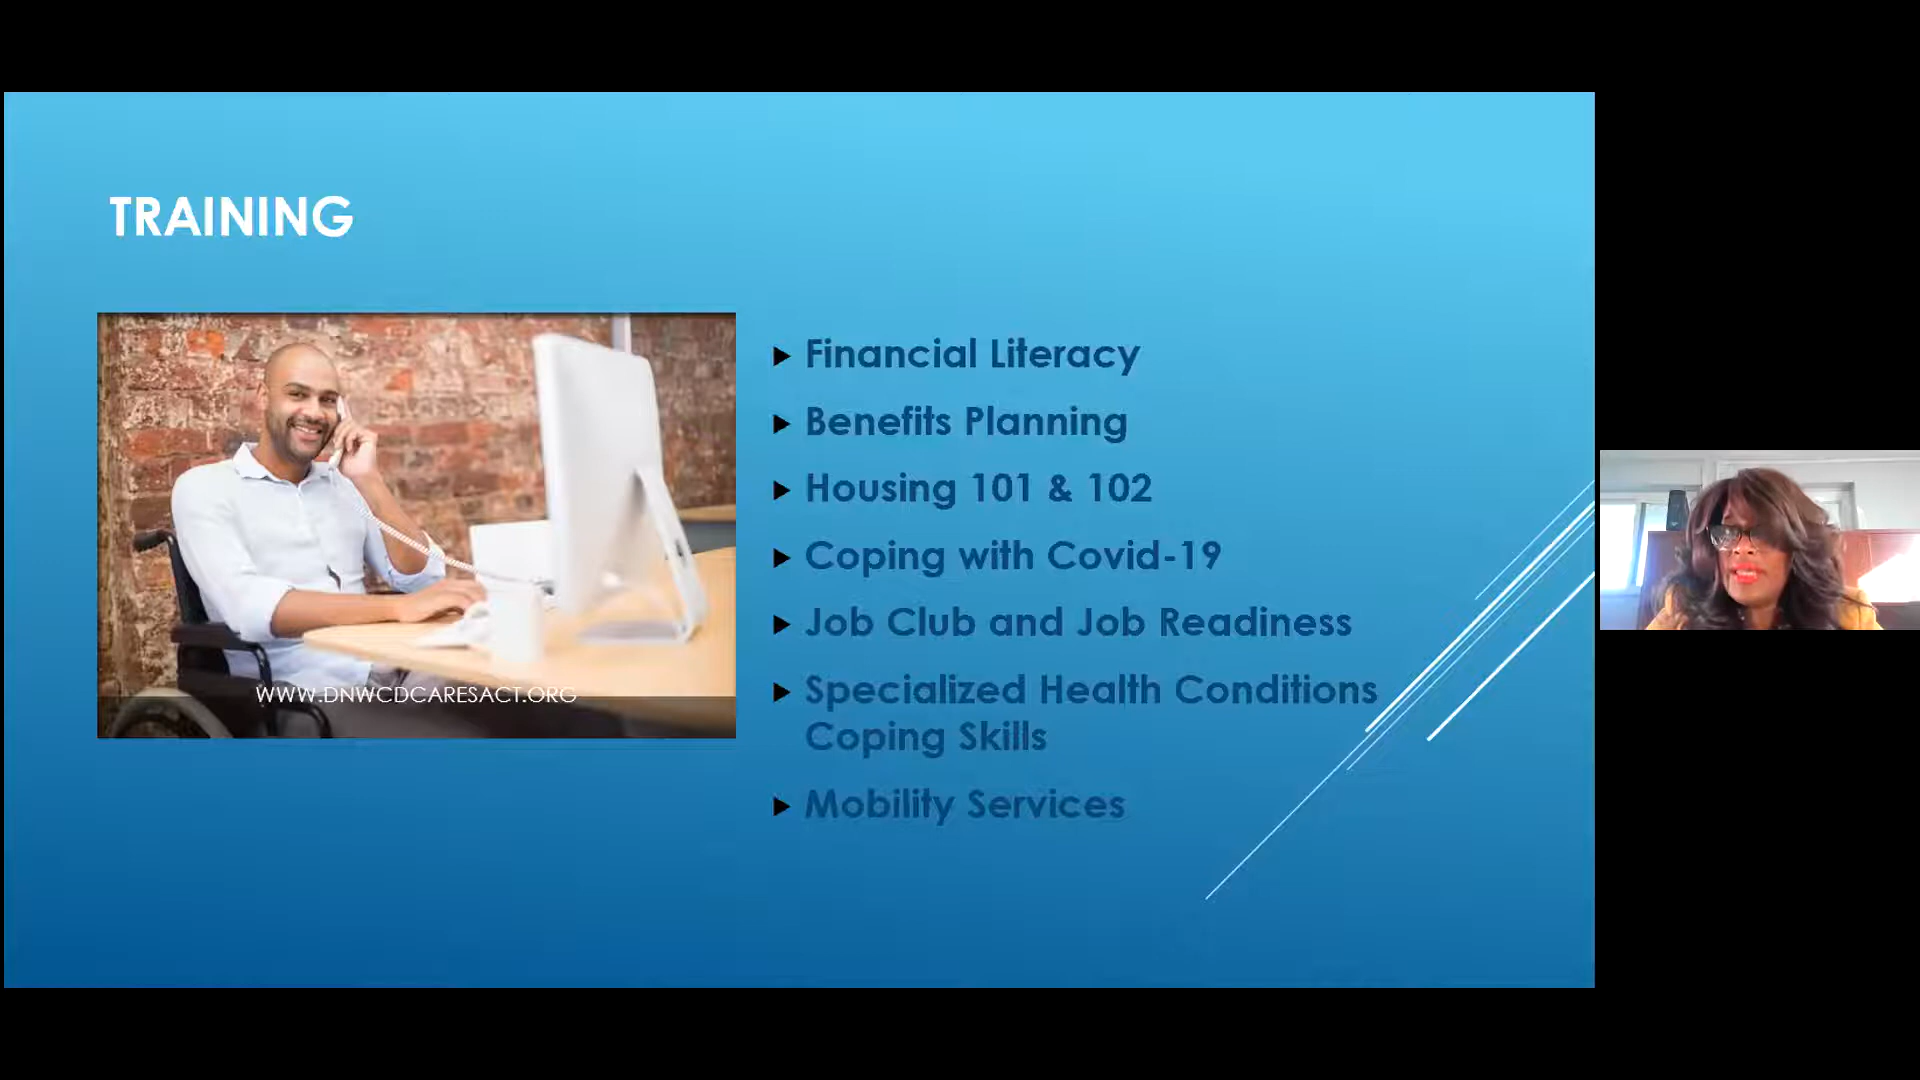 TRAINING
Financial Literacy
Benefits Planning
Housing 101 & 102
Coping with Covid-19
Job Club and Job Readiness
Specialized Health Conditions
Coping Skills
Mobility Services
WWW.DNWCDCARESACT.ORG